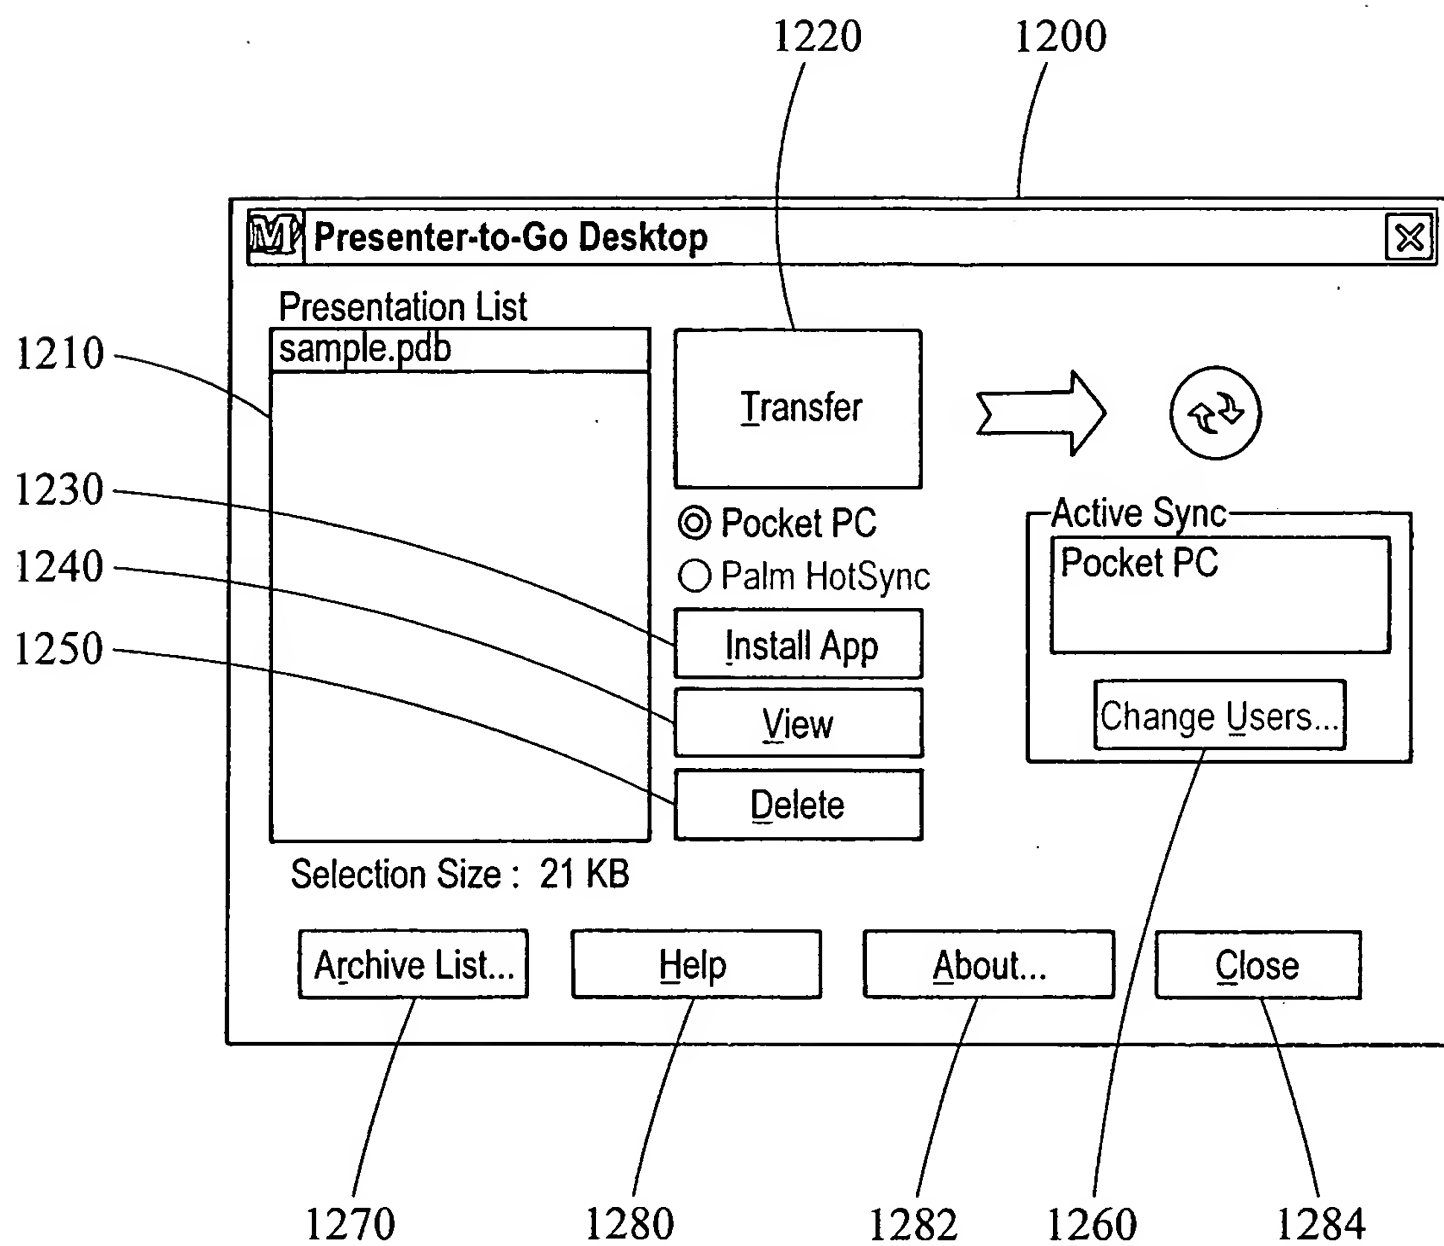 1220 1200
M Presenter-to-Go Desktop
Presentation List
1210
sample.pdb
Transfer
1230
Pocket PC
Active Sync
Pocket PC
1240
Palm HotSync
1250
Install App
View
Change Users...
Delete
Selection Size : 21 KB
Archive List... Help About... Close
1270 1280 1282 1260 1284